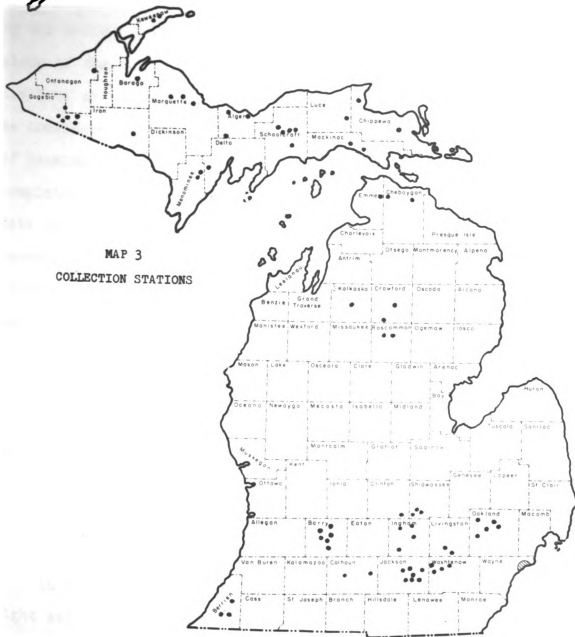 Keweenaw
Ontonagon
Houghton
Baraga
Gogebic
Iron
Marquette
Dickinson
Menominee
Delta
Alger
Schoolcraft
Luce
Mackinac
Chippewa
MAP 3
COLLECTION STATIONS
Emmet Cheboygan
Presque Isle
Charlevoix
Antrim Otsego Montmorency Alpena
Leelanau
Benzie Grand Traverse Kalkaska Crawford Oscoda Alcona
Manistee Wexford Missaukee Roscommon Ogemaw Iosco
Mason Lake Osceola Clare Gladwin Arenac
Bay
Huron
Oceana Newaygo Mecosta Isabella Midland
Tuscola Sanilac
Muskegon Montcalm Gratiot Saginaw
Kent Genesee Lapeer
Ottawa Ionia Clinton Shiawassee St Clair
Oakland Macomb
Allegan Barry Eaton Ingham Livingston
Van Buren Kalamazoo Calhoun Jackson Washtenaw Wayne
Berrien Cass St Joseph Branch Hillsdale Lenawee Monroe